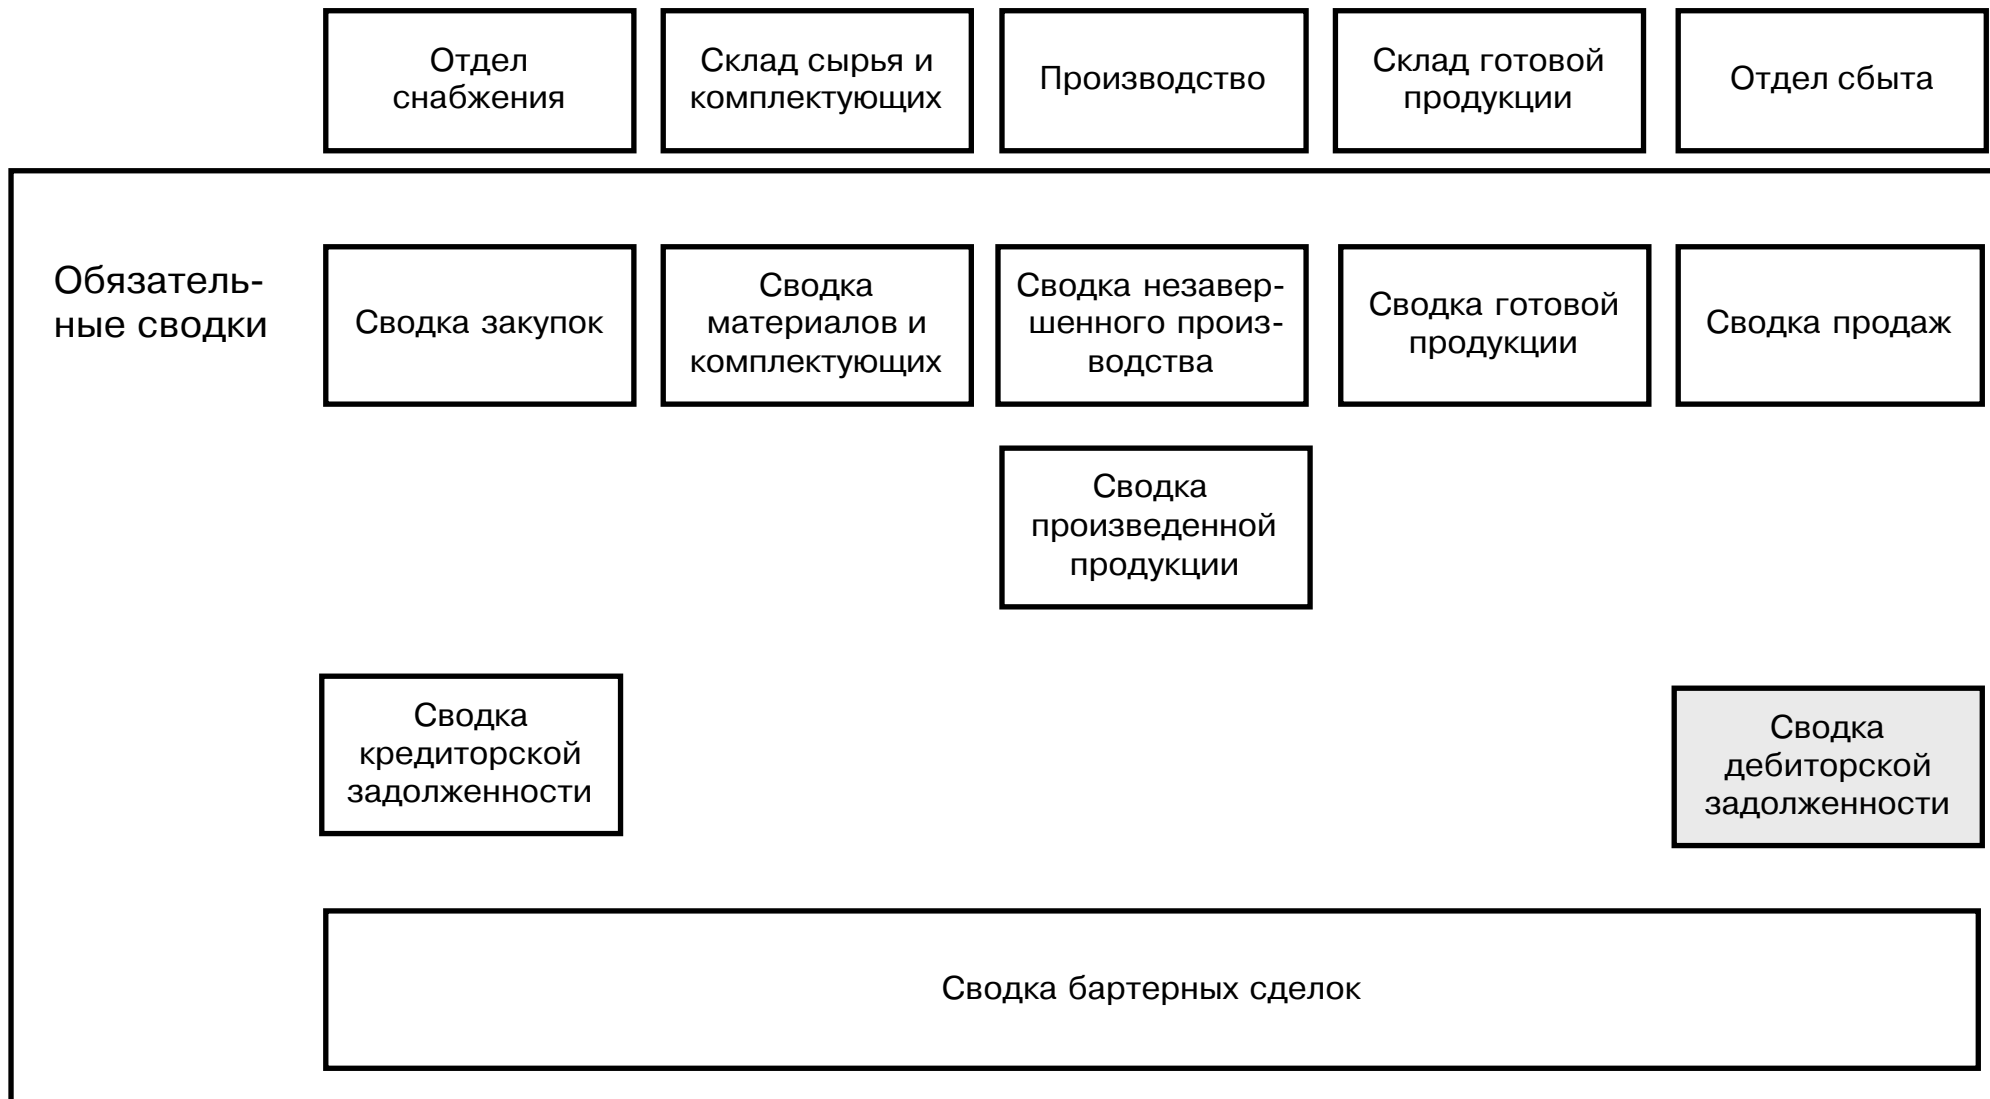 Отдел
снабжения
Склад сырья и
комплектующих
Производство
Склад готовой
продукции
Отдел сбыта
Обязатель-
ные сводки
Сводка закупок
Сводка
материалов и
комплектующих
Сводка незавер-
шенного произ-
водства
Сводка готовой
продукции
Сводка продаж
Сводка
произведенной
продукции
Сводка
кредиторской
задолженности
Сводка
дебиторской
задолженности
Сводка бартерных сделок